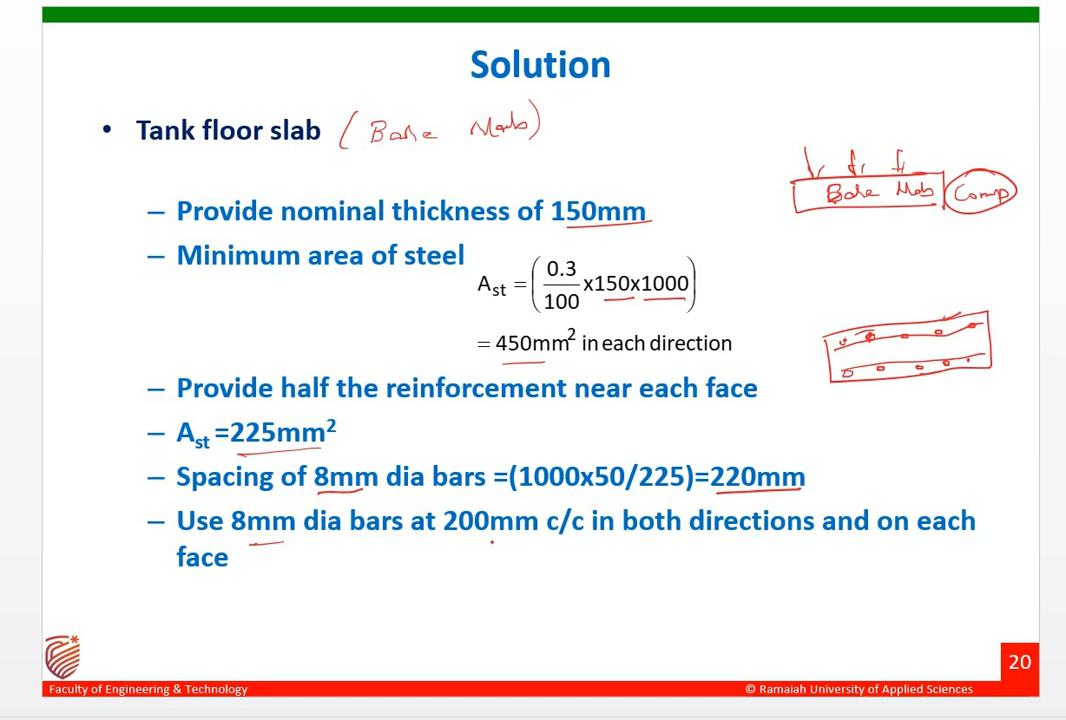 Solution
• Tank floor slab (Base slab)
Base slab Comp
– Provide nominal thickness of 150mm
– Minimum area of steel
A_st = (0.3/100 x150x1000)
= 450mm² in each direction
– Provide half the reinforcement near each face
– A_st =225mm²
– Spacing of 8mm dia bars =(1000x50/225)=220mm
– Use 8mm dia bars at 200mm c/c in both directions and on each
face
20
Faculty of Engineering & Technology
© Ramaiah University of Applied Sciences